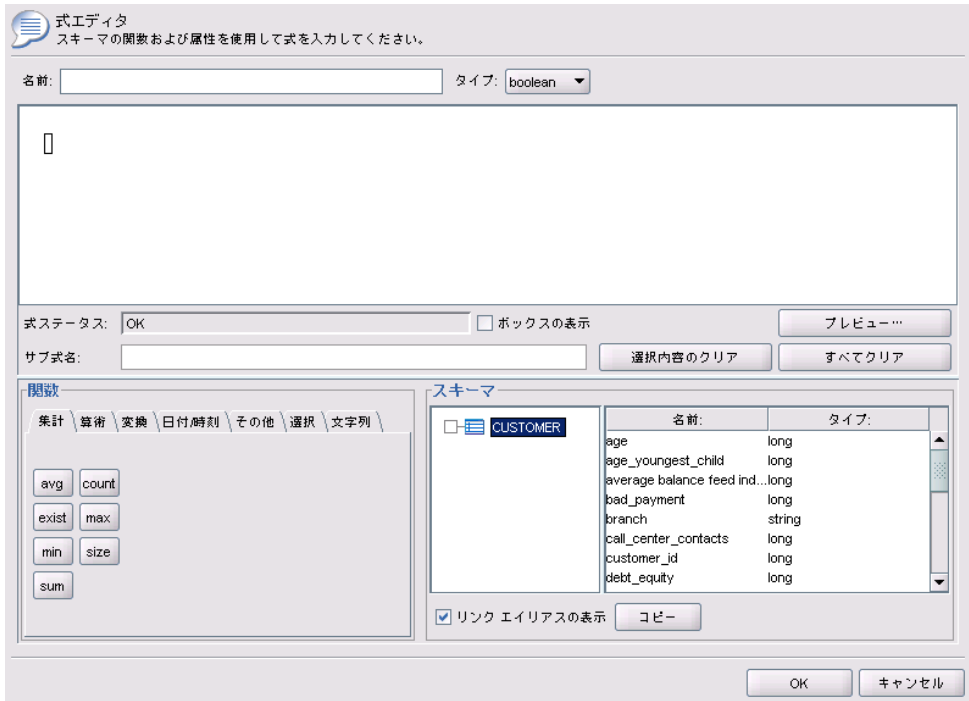 式エディタ
スキーマの関数および属性を使用して式を入力してください。
名前:
タイプ: boolean
式ステータス: OK
ボックスの表示
プレビュー…
サブ式名:
選択内容のクリア
すべてクリア
関数
集計 算術 変換 日付/時刻 その他 選択 文字列
avg count
exist max
min size
sum
スキーマ
CUSTOMER
名前: タイプ:
age long
age_youngest_child long
average balance feed ind...long
bad_payment long
branch string
call_center_contacts long
customer_id long
debt_equity long
リンク エイリアスの表示
コピー
OK キャンセル